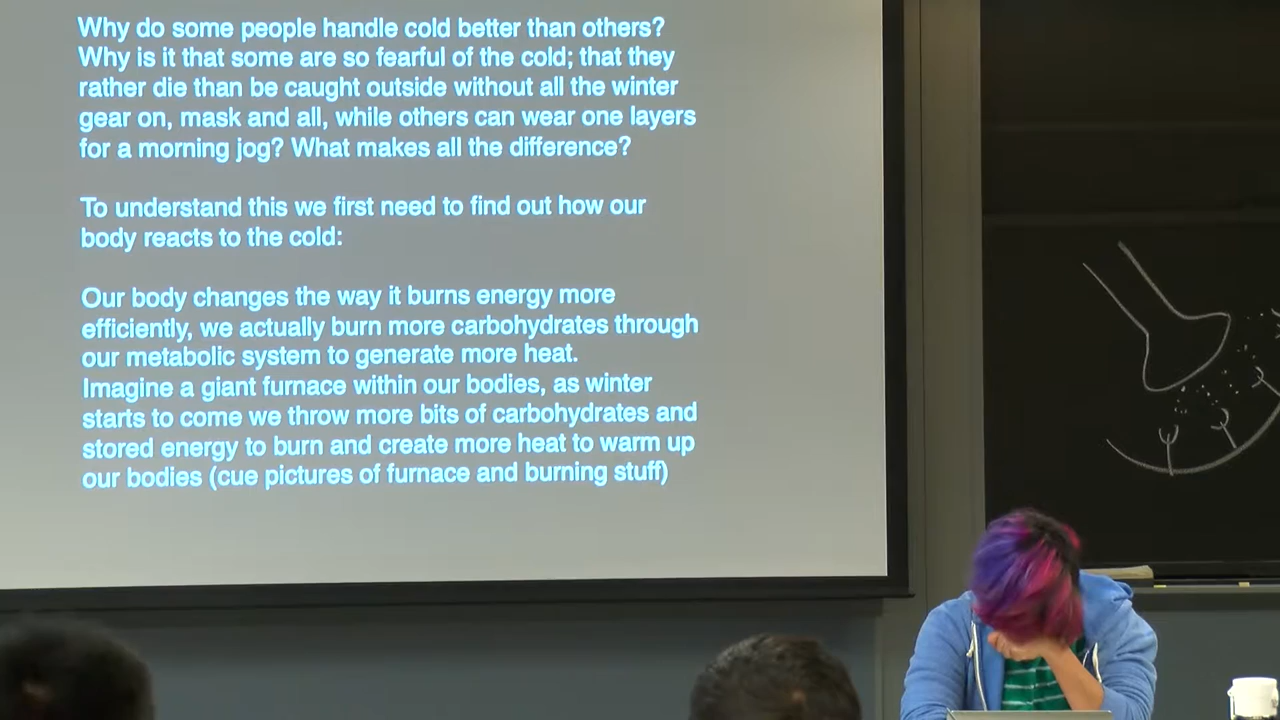 Why do some people handle cold better than others?
Why is it that some are so fearful of the cold; that they
rather die than be caught outside without all the winter
gear on, mask and all, while others can wear one layers
for a morning jog? What makes all the difference?
To understand this we first need to find out how our
body reacts to the cold:
Our body changes the way it burns energy more
efficiently, we actually burn more carbohydrates through
our metabolic system to generate more heat.
Imagine a giant furnace within our bodies, as winter
starts to come we throw more bits of carbohydrates and
stored energy to burn and create more heat to warm up
our bodies (cue pictures of furnace and burning stuff)